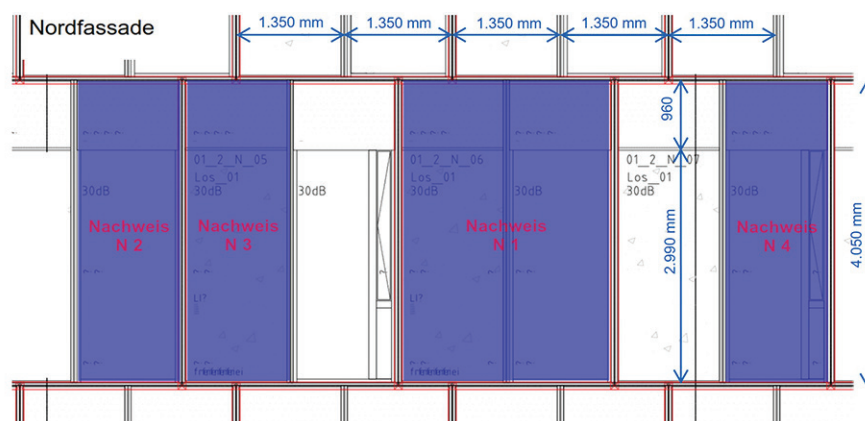 Nordfassade
1.350 mm
1.350 mm
1.350 mm
1.350 mm
1.350 mm
960
01_2_N_05
Los_01
30dB
30dB
30dB
01_2_N_06
Los_01
30dB
30dB
01_2_N_07
Los_01
30dB
30dB
Nachweis
N 2
Nachweis
N 3
Nachweis
N 1
Nachweis
N 4
2.990 mm
4.050 mm